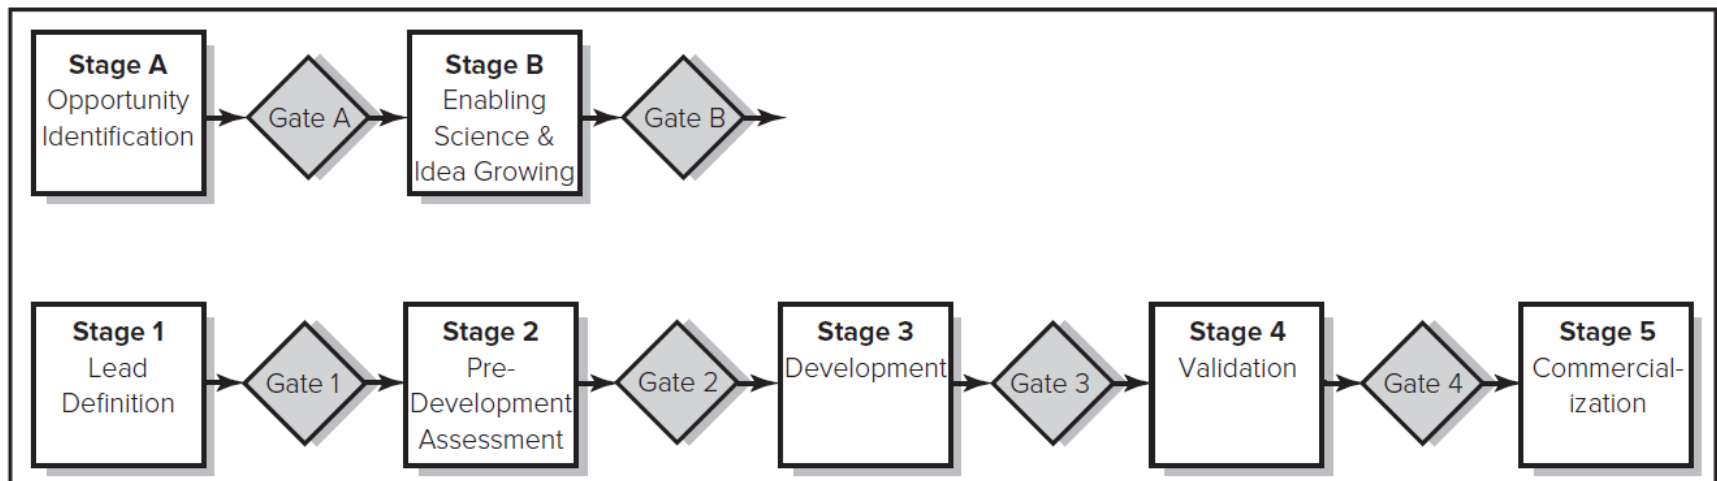 Stage A
Opportunity
Identification
Gate A
Stage B
Enabling
Science &
Idea Growing
Gate B
Stage 1
Lead
Definition
Gate 1
Stage 2
Pre-
Development
Assessment
Gate 2
Stage 3
Development
Gate 3
Stage 4
Validation
Gate 4
Stage 5
Commercial-
ization